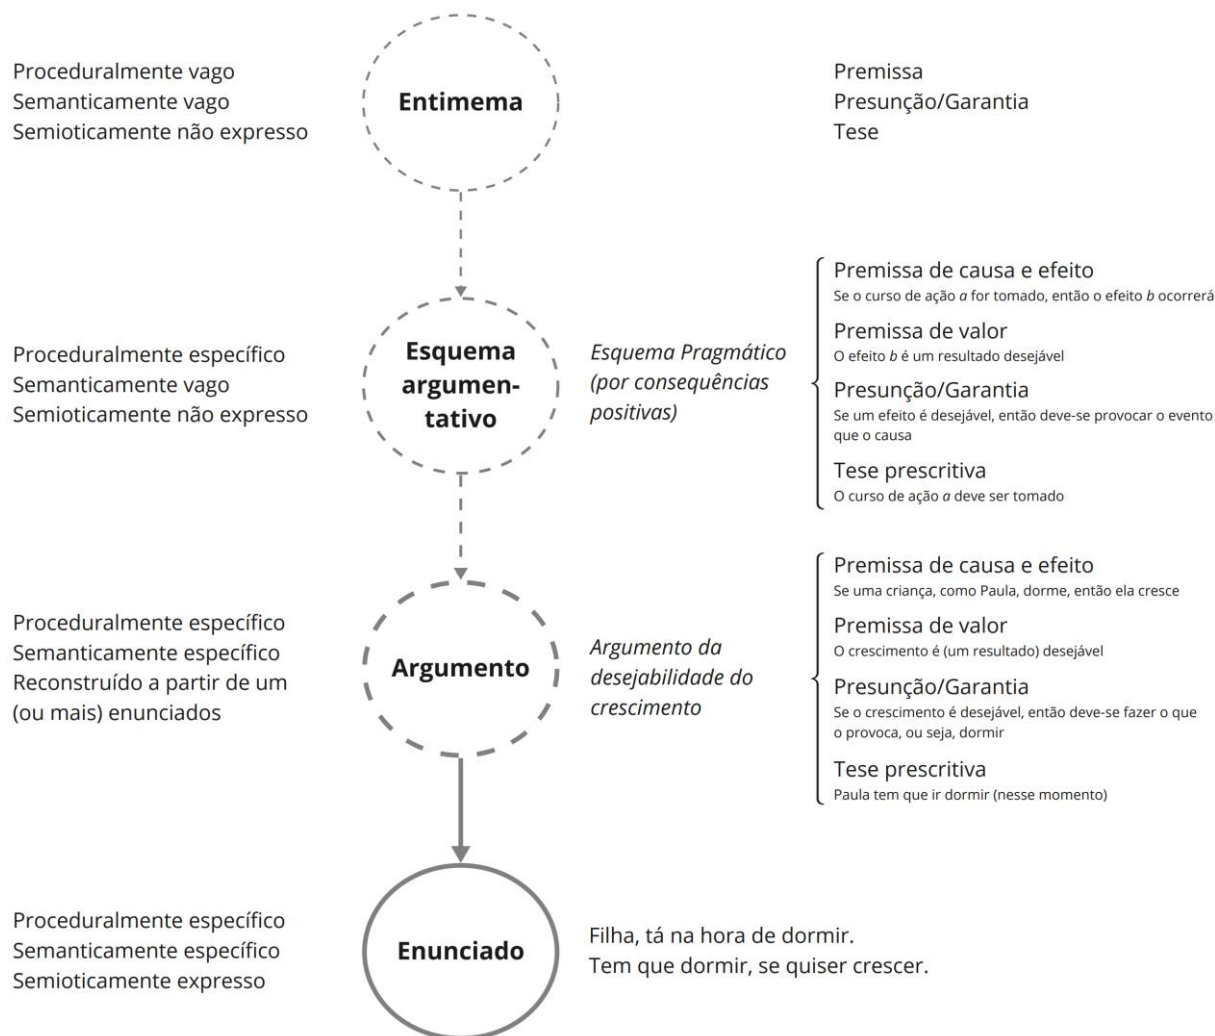 Proceduralmente vago
Semanticamente vago
Semioticamente não expresso
Entimema
Premissa
Presunção/Garantia
Tese
Proceduralmente específico
Semanticamente vago
Semioticamente não expresso
Esquema
argumen-
tativo
Esquema Pragmático
(por consequências
positivas)
Premissa de causa e efeito
Se o curso de ação a for tomado, então o efeito b ocorrerá
Premissa de valor
O efeito b é um resultado desejável
Presunção/Garantia
Se um efeito é desejável, então deve-se provocar o evento
que o causa
Tese prescritiva
O curso de ação a deve ser tomado
Proceduralmente específico
Semanticamente específico
Reconstruído a partir de um
(ou mais) enunciados
Argumento
Argumento da
desejabilidade do
crescimento
Premissa de causa e efeito
Se uma criança, como Paula, dorme, então ela cresce
Premissa de valor
O crescimento é (um resultado) desejável
Presunção/Garantia
Se o crescimento é desejável, então deve-se fazer o que
o provoca, ou seja, dormir
Tese prescritiva
Paula tem que ir dormir (nesse momento)
Proceduralmente específico
Semanticamente específico
Semioticamente expresso
Enunciado
Filha, tá na hora de dormir.
Tem que dormir, se quiser crescer.